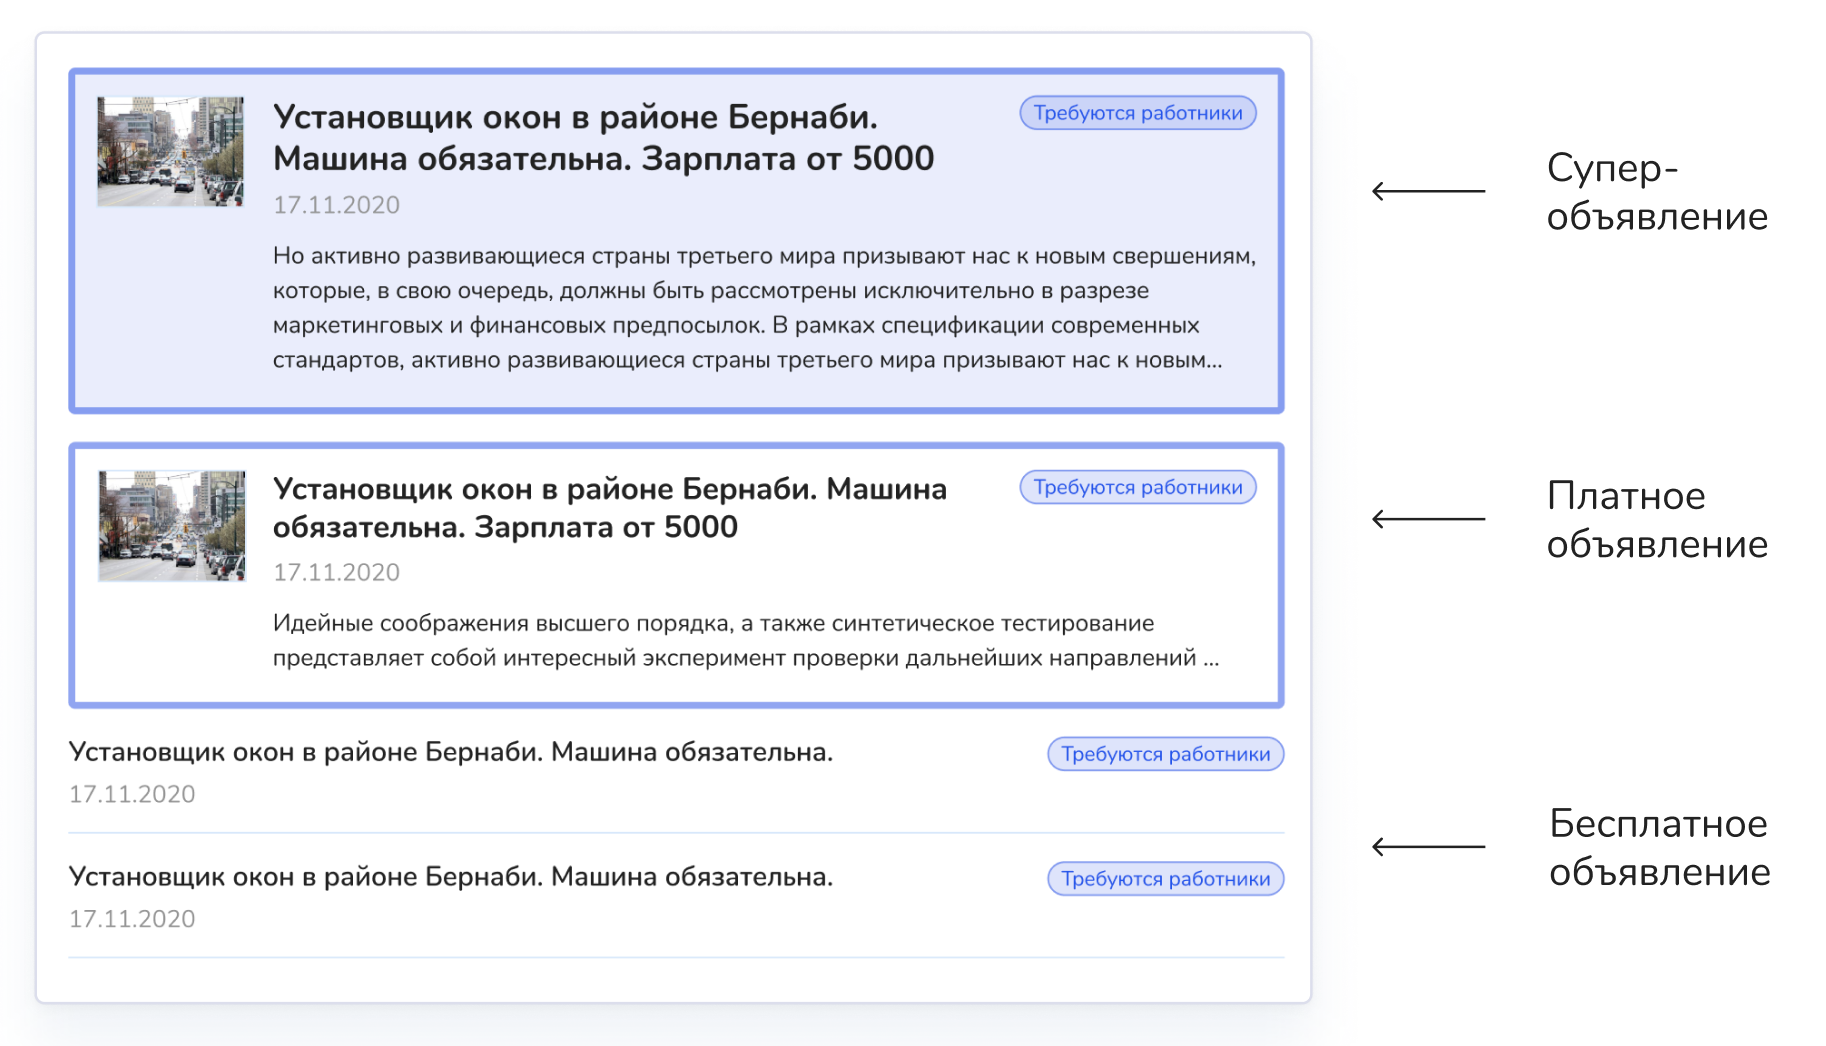 Установщик окон в районе Бернаби.
Машина обязательна. Зарплата от 5000
Требуются работники
17.11.2020
Но активно развивающиеся страны третьего мира призывают нас к новым свершениям,
которые, в свою очередь, должны быть рассмотрены исключительно в разрезе
маркетинговых и финансовых предпосылок. В рамках спецификации современных
стандартов, активно развивающиеся страны третьего мира призывают нас к новым...
Супер-
объявление
Установщик окон в районе Бернаби. Машина
обязательна. Зарплата от 5000
Требуются работники
17.11.2020
Идейные соображения высшего порядка, а также синтетическое тестирование
представляет собой интересный эксперимент проверки дальнейших направлений ...
Платное
объявление
Установщик окон в районе Бернаби. Машина обязательна.
Требуются работники
17.11.2020
Установщик окон в районе Бернаби. Машина обязательна.
Требуются работники
17.11.2020
Бесплатное
объявление